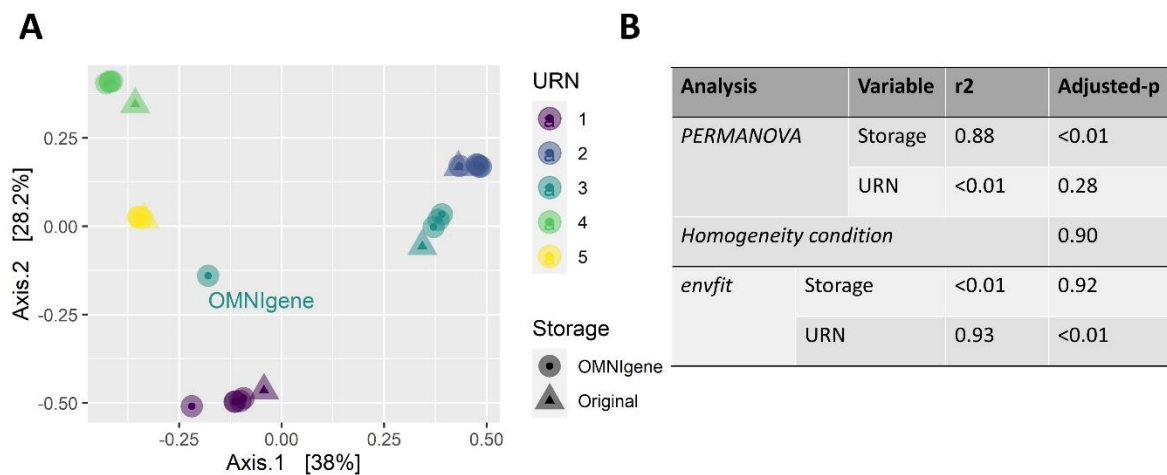 A
B
0.25
0.00
-0.25
-0.50
Axis.2 [28.2%]
OMNIgene
-0.25
0.00
0.25
0.50
Axis.1 [38%]
URN
a 1
a 2
a 3
a 4
a 5
Storage
OMNIgene
Original
Analysis Variable r2 Adjusted-p
PERMANOVA Storage 0.88 <0.01
URN <0.01 0.28
Homogeneity condition 0.90
envfit Storage <0.01 0.92
URN 0.93 <0.01